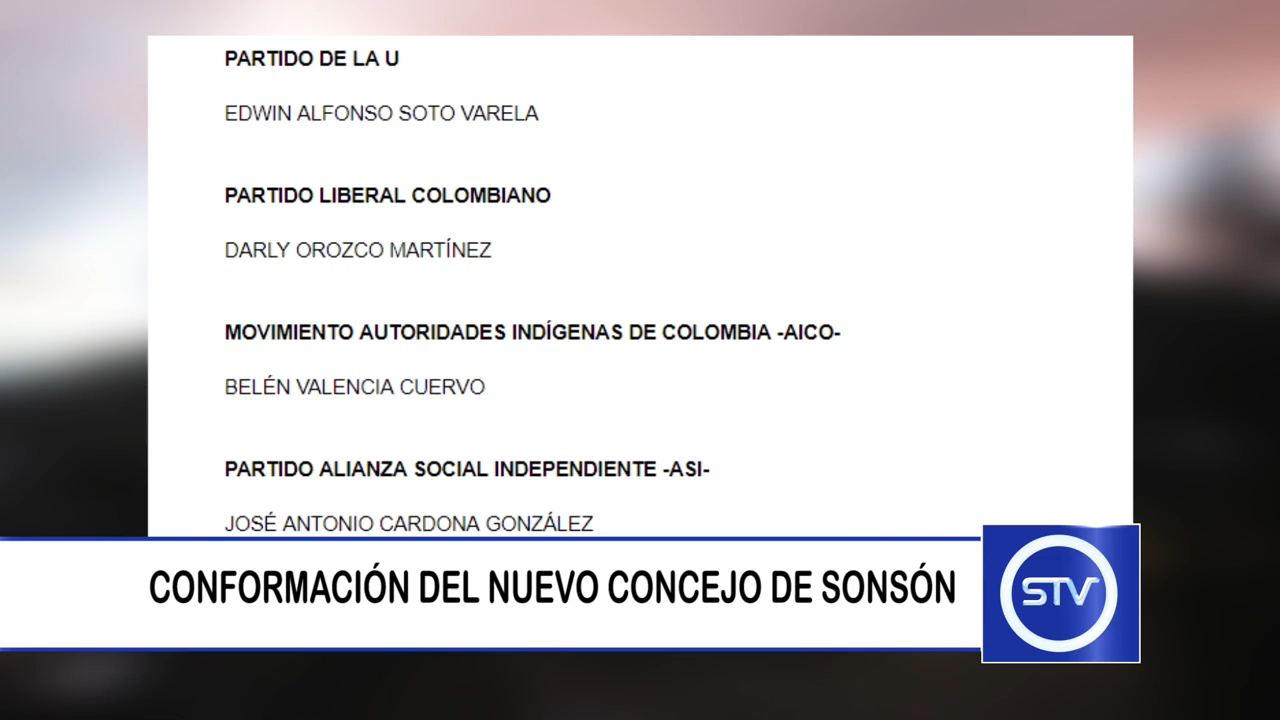 PARTIDO DE LA U
EDWIN ALFONSO SOTO VARELA
PARTIDO LIBERAL COLOMBIANO
DARLY OROZCO MARTÍNEZ
MOVIMIENTO AUTORIDADES INDÍGENAS DE COLOMBIA -AICO-
BELÉN VALENCIA CUERVO
PARTIDO ALIANZA SOCIAL INDEPENDIENTE -ASI-
JOSÉ ANTONIO CARDONA GONZÁLEZ
CONFORMACIÓN DEL NUEVO CONCEJO DE SONSÓN
STV